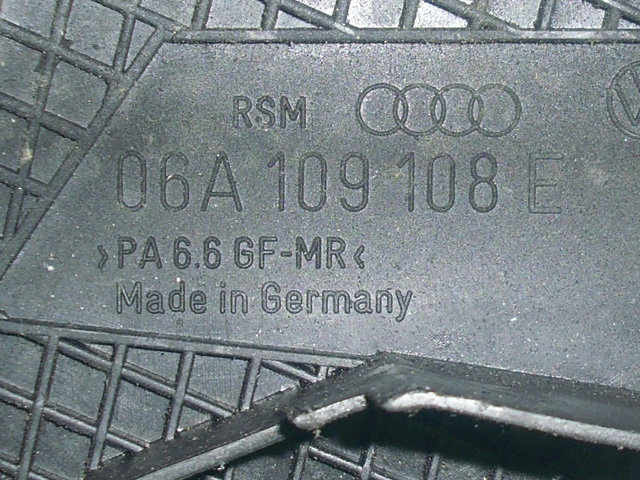 RSM
06A 109 108 E
>PA 6.6 GF-MR<
Made in Germany